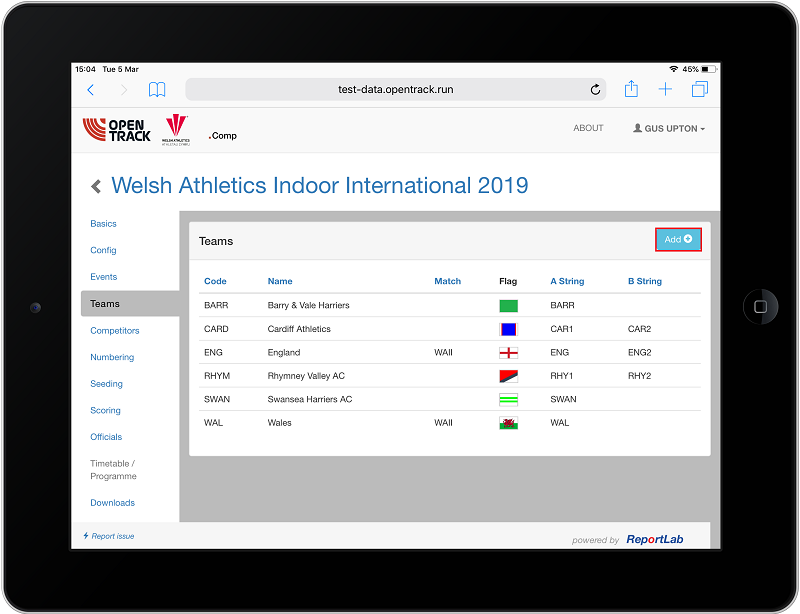 15:04 Tue 5 Mar 45%
test-data.opentrack.run
OPEN
TRACK
WELSH ATHLETICS
.Comp
ABOUT
GUS UPTON
Welsh Athletics Indoor International 2019
Basics
Config
Events
Teams
Competitors
Numbering
Seeding
Scoring
Officials
Timetable /
Programme
Downloads
Teams
Add
Code Name Match Flag A String B String
BARR Barry & Vale Harriers BARR
CARD Cardiff Athletics CAR1 CAR2
ENG England WAII ENG ENG2
RHYM Rhymney Valley AC RHY1 RHY2
SWAN Swansea Harriers AC SWAN
WAL Wales WAII WAL
Report issue
powered by ReportLab